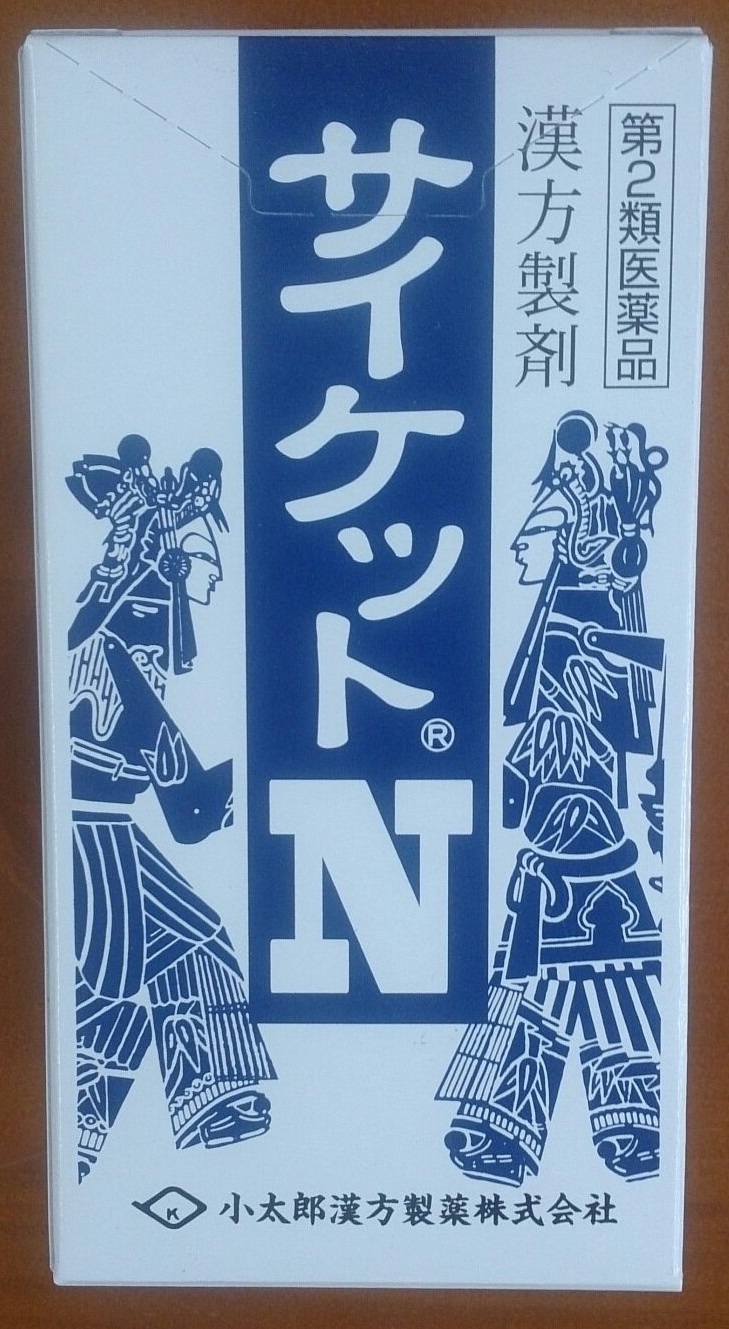 第2類医薬品
漢方製剤
サイケット®
N
K
小太郎漢方製薬株式会社